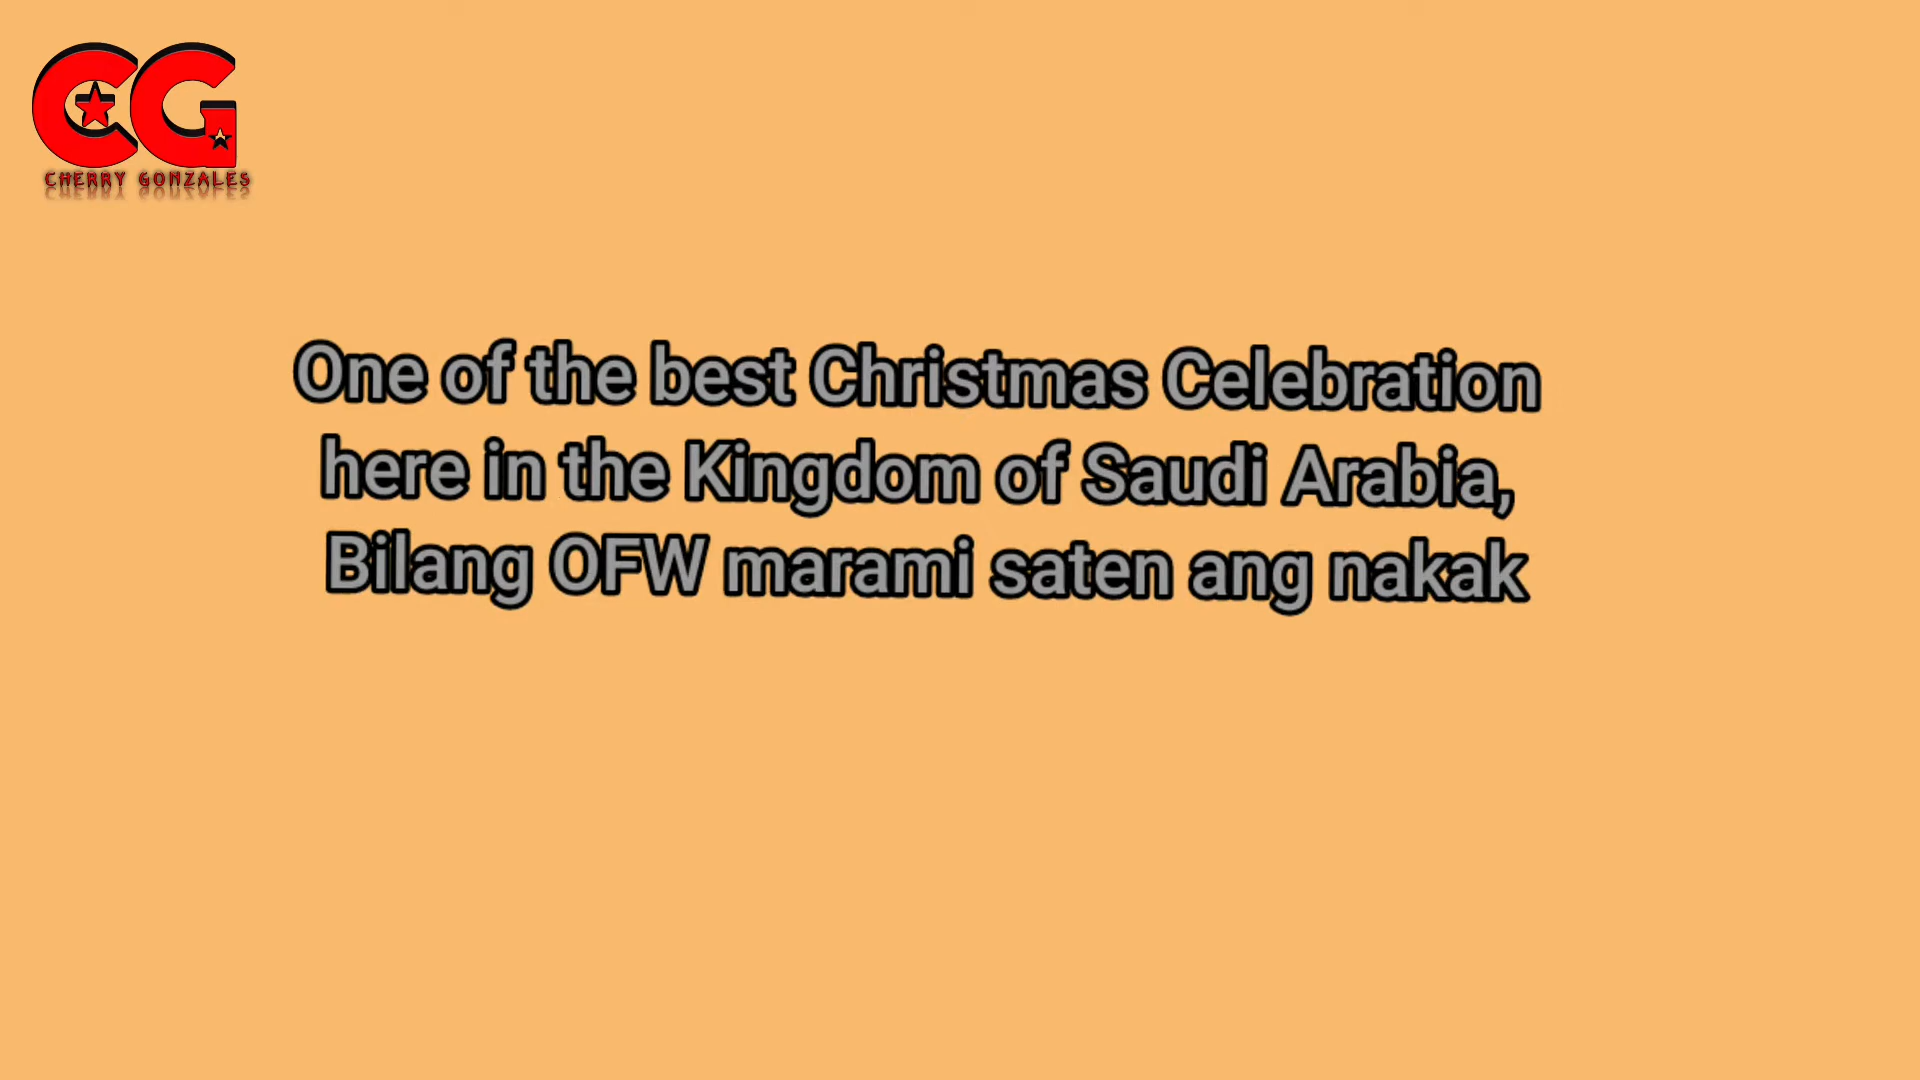 CG
CHERRY GONZALES
One of the best Christmas Celebration
here in the Kingdom of Saudi Arabia,
Bilang OFW marami saten ang nakak